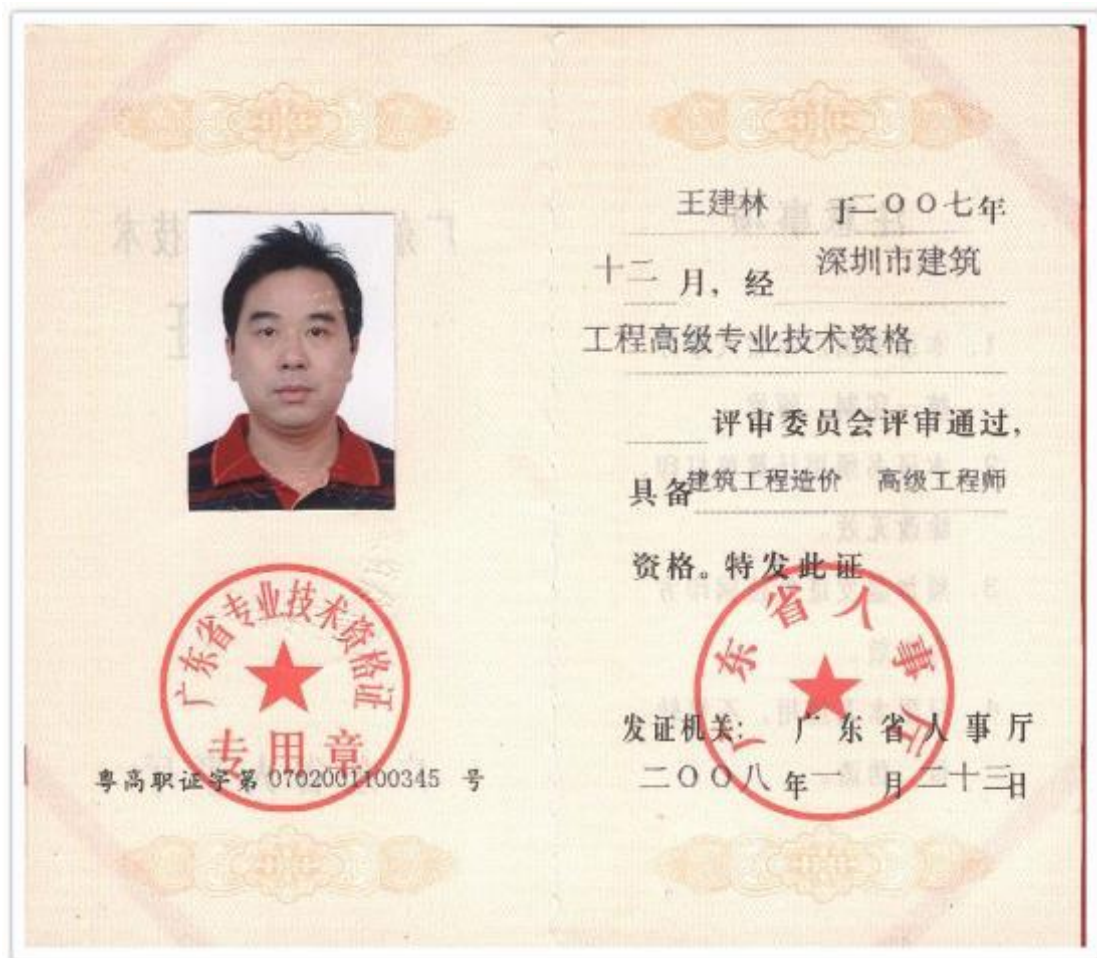 广东省专业技术资格证
专用章
粤高职证字第 0702001100345 号
王建林 于二〇〇七年
十二月，经 深圳市建筑
工程高级专业技术资格
评审委员会评审通过，
具备建筑工程造价 高级工程师
资格。特发此证
广东省人事厅
发证机关： 广东省人事厅
二〇〇八年一月二十三日